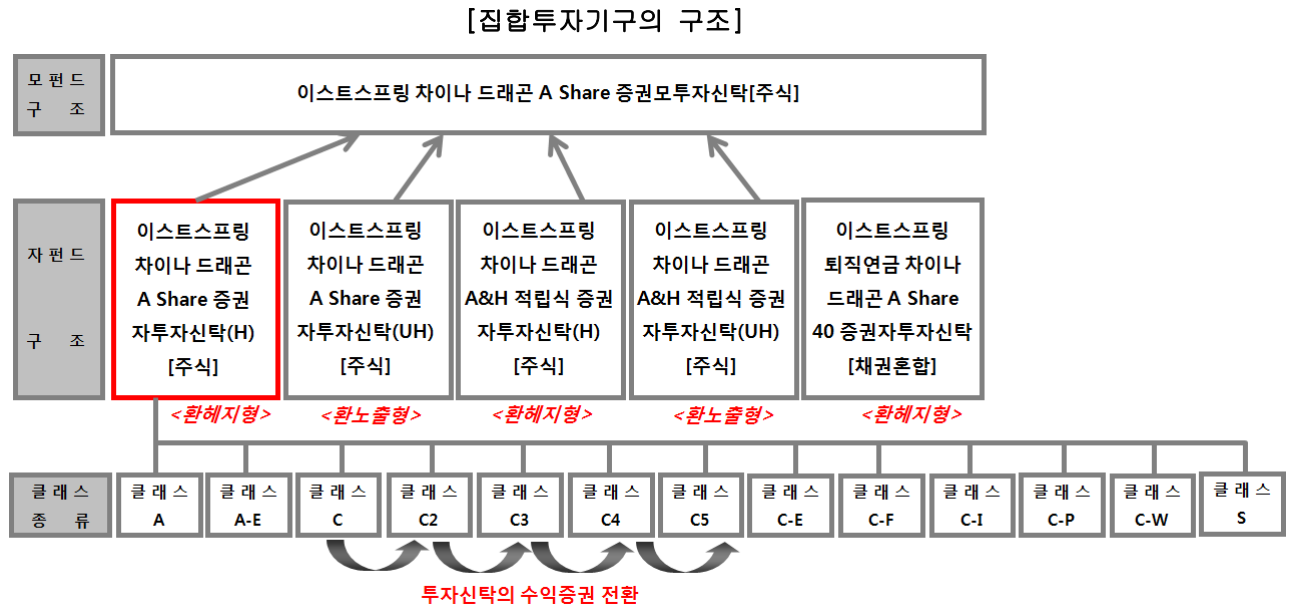 [집합투자기구의 구조]
모 펀 드
구 조
이스트스프링 차이나 드래곤 A Share 증권모투자신탁[주식]
자 펀 드
구 조
이스트스프링
차이나 드래곤
A Share 증권
자투자신탁(H)
[주식]
이스트스프링
차이나 드래곤
A Share 증권
자투자신탁(UH)
[주식]
이스트스프링
차이나 드래곤
A&H 적립식 증권
자투자신탁(H)
[주식]
이스트스프링
차이나 드래곤
A&H 적립식 증권
자투자신탁(UH)
[주식]
이스트스프링
퇴직연금 차이나
드래곤 A Share
40 증권자투자신탁
[채권혼합]
<환헤지형>
<환노출형>
<환헤지형>
<환노출형>
<환헤지형>
클 래 스
종 류
클 래 스
A
클 래 스
A-E
클 래 스
C
클 래 스
C2
클 래 스
C3
클 래 스
C4
클 래 스
C5
클 래 스
C-E
클 래 스
C-F
클 래 스
C-I
클 래 스
C-P
클 래 스
C-W
클 래 스
S
투자신탁의 수익증권 전환